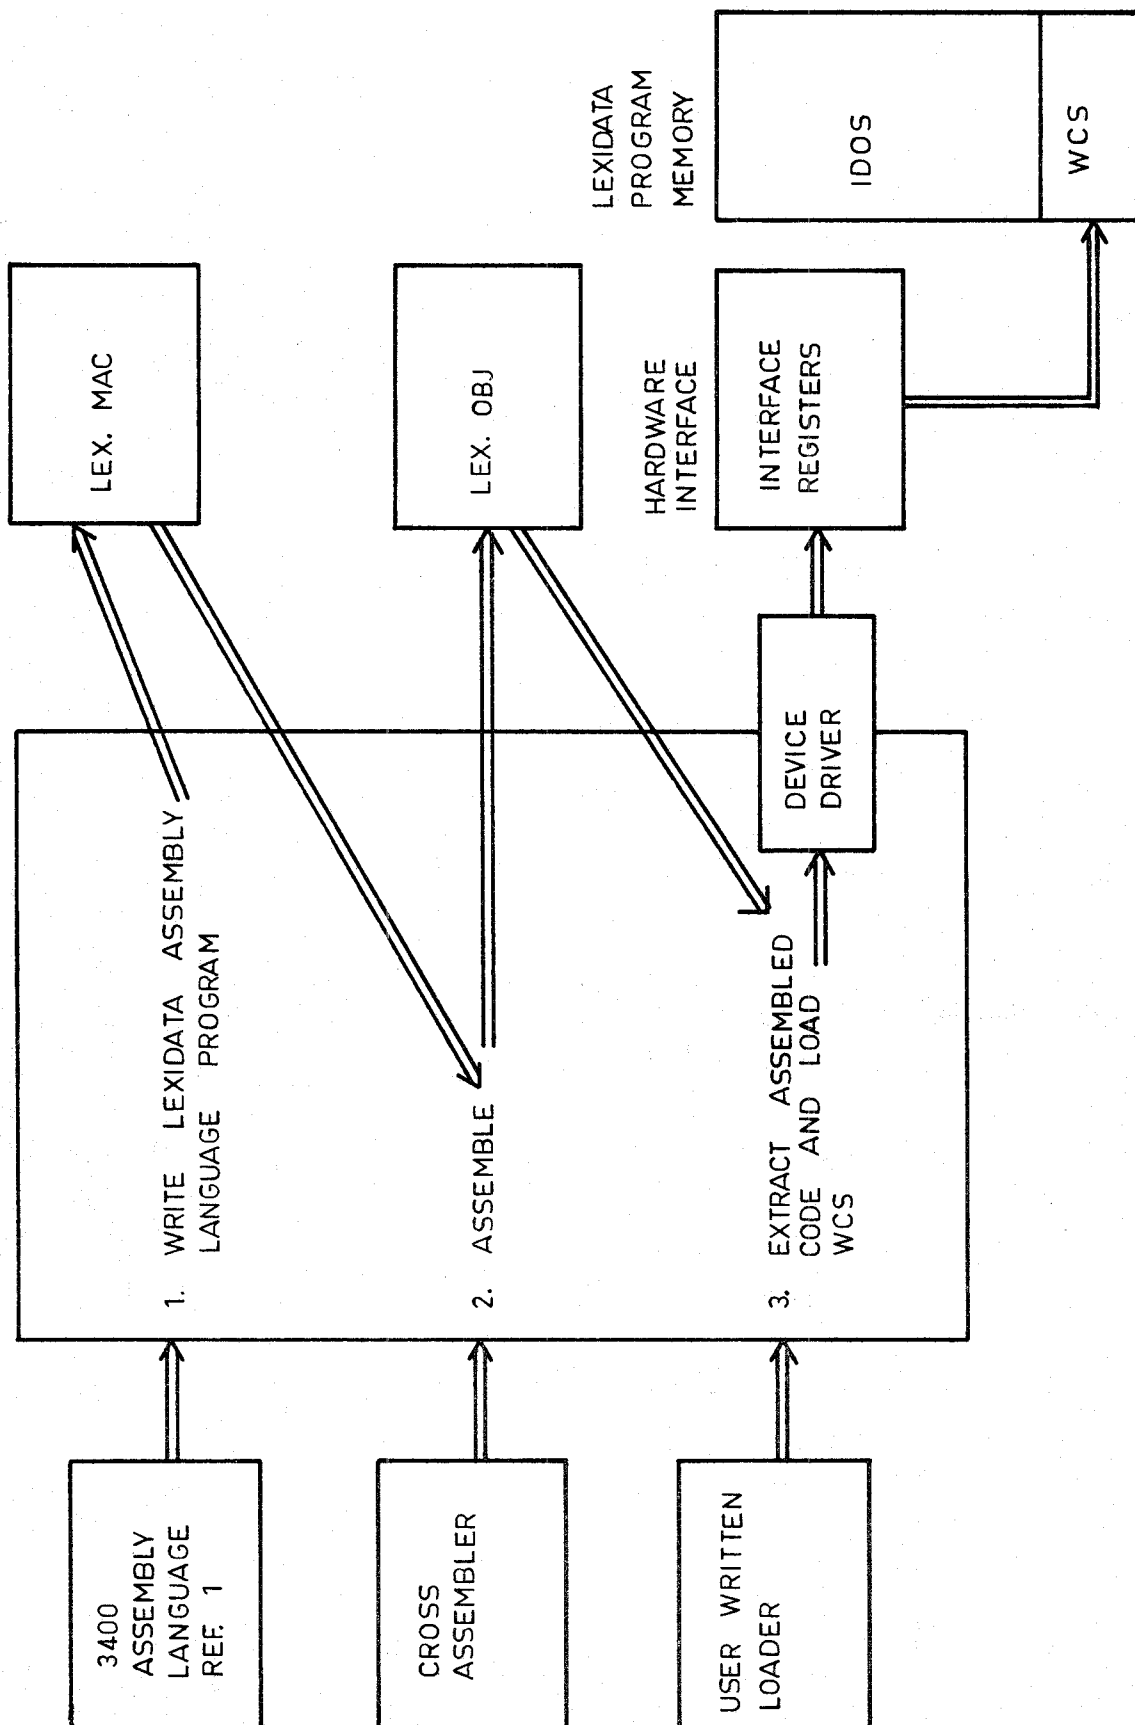 3400
ASSEMBLY
LANGUAGE
REF. 1
1. WRITE LEXIDATA ASSEMBLY
LANGUAGE PROGRAM
LEX. MAC
CROSS
ASSEMBLER
2. ASSEMBLE
LEX. OBJ
USER WRITTEN
LOADER
3. EXTRACT ASSEMBLED
CODE AND LOAD
WCS
DEVICE
DRIVER
HARDWARE
INTERFACE
INTERFACE
REGISTERS
LEXIDATA
PROGRAM
MEMORY
IDOS
WCS